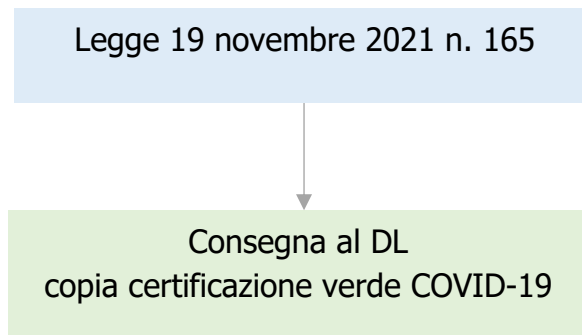 Legge 19 novembre 2021 n. 165
Consegna al DL
copia certificazione verde COVID-19